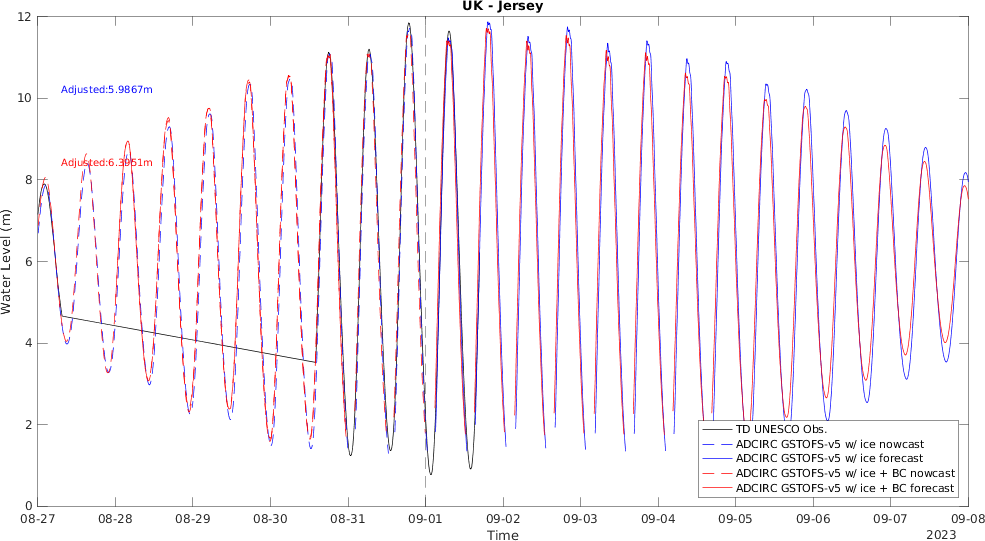 UK - Jersey
12
10
8
6
4
2
0
Water Level (m)
Adjusted:5.9867m
Adjusted:6.3951m
TD UNESCO Obs.
ADCIRC GSTOFS-v5 w/ ice nowcast
ADCIRC GSTOFS-v5 w/ ice forecast
ADCIRC GSTOFS-v5 w/ ice + BC nowcast
ADCIRC GSTOFS-v5 w/ ice + BC forecast
08-27 08-28 08-29 08-30 08-31 09-01 09-02 09-03 09-04 09-05 09-06 09-07 09-08
Time
2023